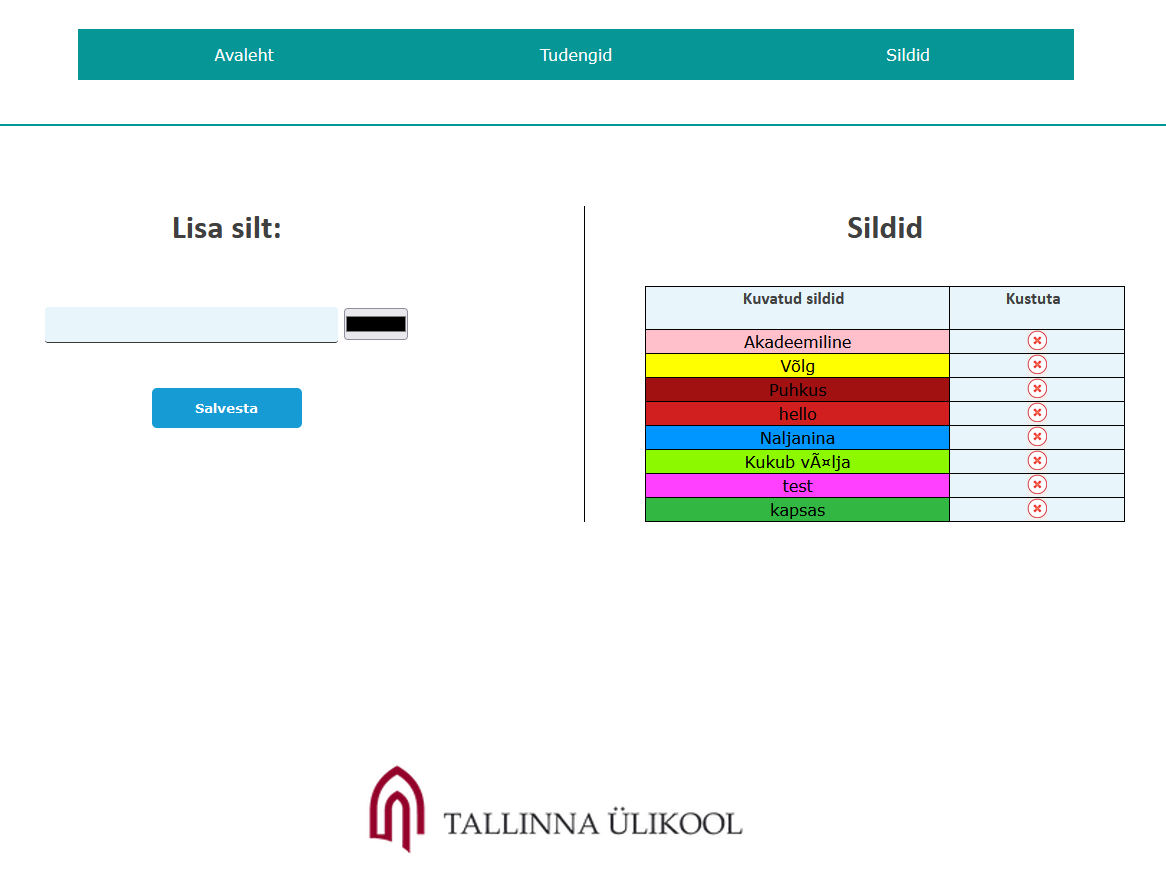 Avaleht Tudengid Sildid
Lisa silt:
Salvesta
Sildid
Kuvatud sildid Kustuta
Akadeemiline
Võlg
Puhkus
hello
Naljanina
Kukub vÃ¤lja
test
kapsas
TALLINNA ÜLIKOOL